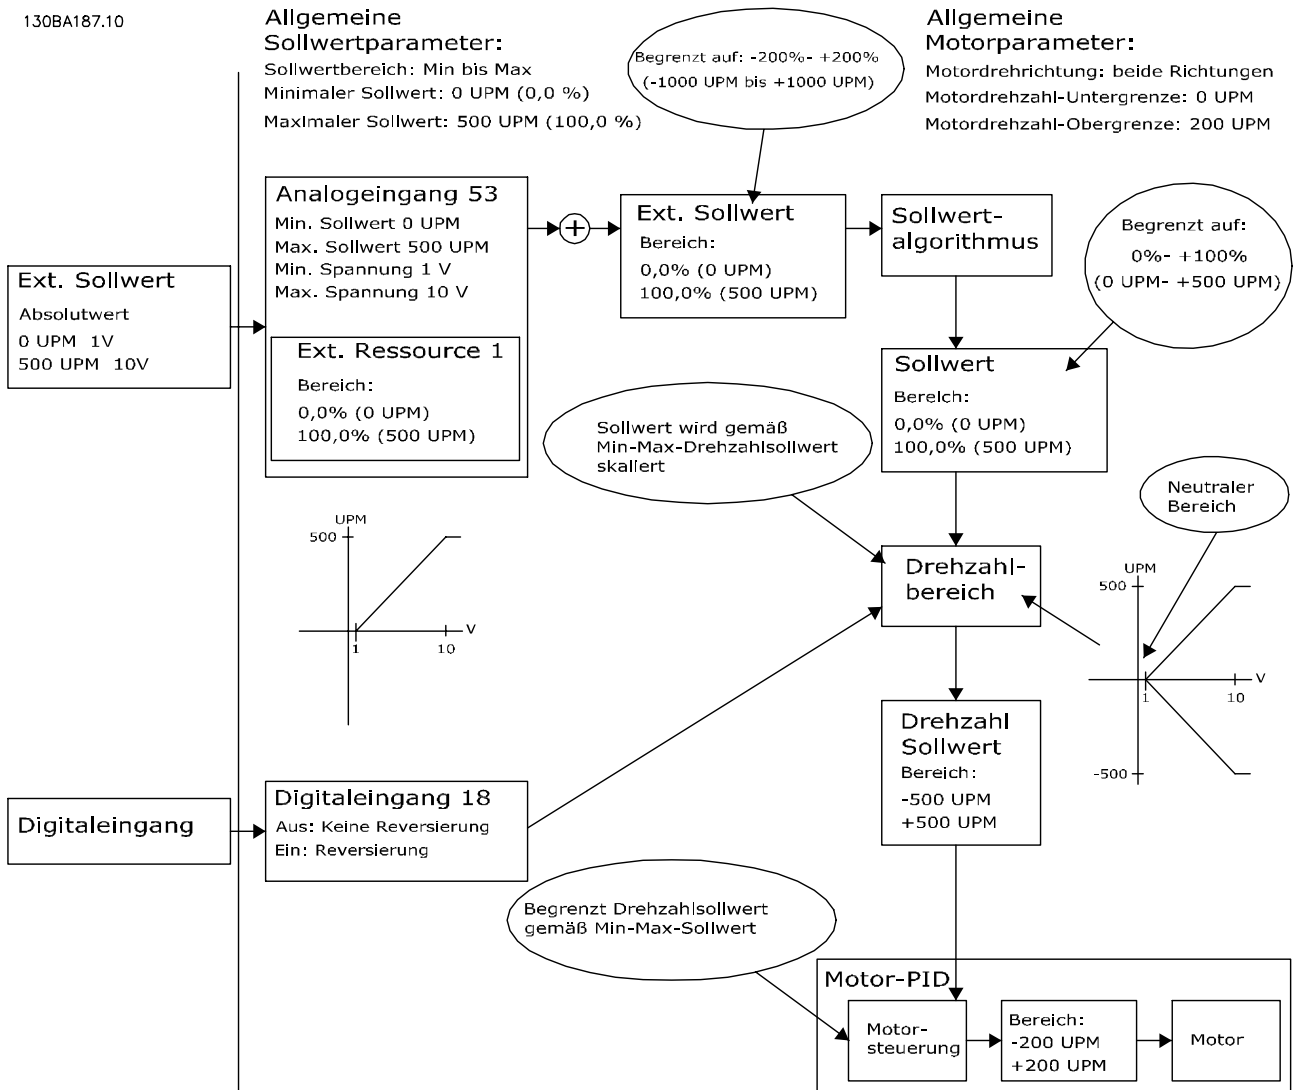 130BA187.10
Allgemeine
Sollwertparameter:
Sollwertbereich: Min bis Max
Minimaler Sollwert: 0 UPM (0,0 %)
Maximaler Sollwert: 500 UPM (100,0 %)
Begrenzt auf: -200%- +200%
(-1000 UPM bis +1000 UPM)
Allgemeine
Motorparameter:
Motordrehrichtung: beide Richtungen
Motordrehzahl-Untergrenze: 0 UPM
Motordrehzahl-Obergrenze: 200 UPM
Ext. Sollwert
Absolutwert
0 UPM 1V
500 UPM 10V
Analogeingang 53
Min. Sollwert 0 UPM
Max. Sollwert 500 UPM
Min. Spannung 1 V
Max. Spannung 10 V
Ext. Ressource 1
Bereich:
0,0% (0 UPM)
100,0% (500 UPM)
+
Ext. Sollwert
Bereich:
0,0% (0 UPM)
100,0% (500 UPM)
Sollwert-
algorithmus
Begrenzt auf:
0%- +100%
(0 UPM- +500 UPM)
Sollwert
Bereich:
0,0% (0 UPM)
100,0% (500 UPM)
Sollwert wird gemäß
Min-Max-Drehzahlsollwert
skaliert
Neutraler
Bereich
UPM
500
V
1
10
Drehzahl-
bereich
UPM
500
V
1
10
-500
Drehzahl
Sollwert
Bereich:
-500 UPM
+500 UPM
Digitaleingang
Digitaleingang 18
Aus: Keine Reversierung
Ein: Reversierung
Begrenzt Drehzahlsollwert
gemäß Min-Max-Sollwert
Motor-PID
Motor-
steuerung
Bereich:
-200 UPM
+200 UPM
Motor